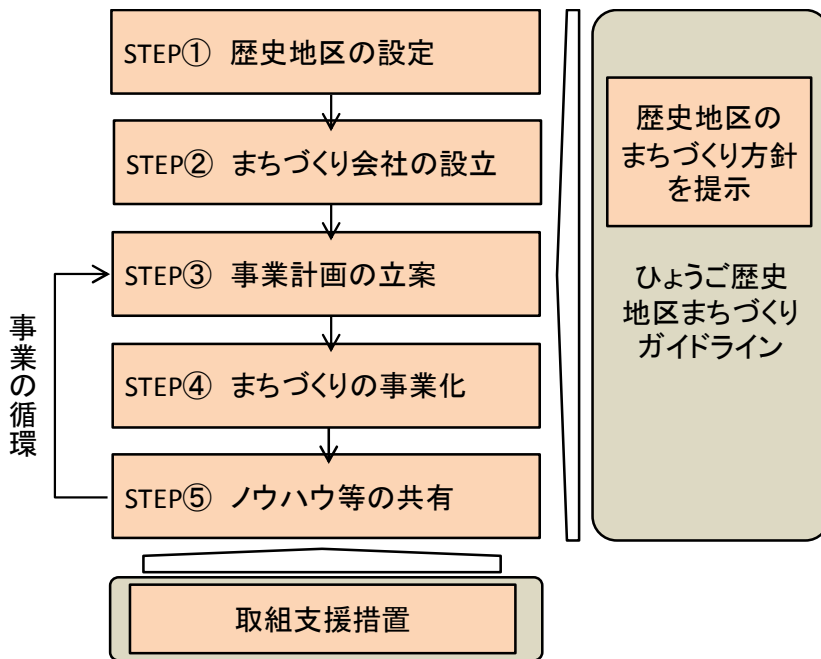 STEP① 歴史地区の設定
STEP② まちづくり会社の設立
STEP③ 事業計画の立案
STEP④ まちづくりの事業化
STEP⑤ ノウハウ等の共有
事業の循環
歴史地区の
まちづくり方針
を提示
ひょうご歴史
地区まちづくり
ガイドライン
取組支援措置